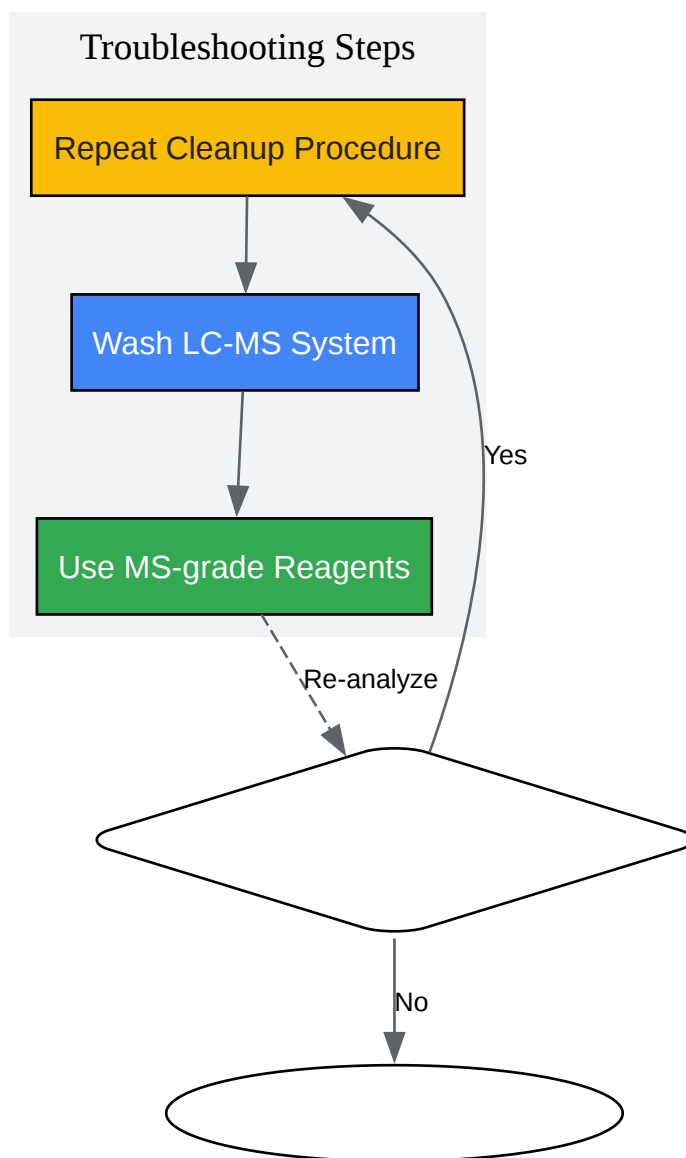 Troubleshooting Steps
Repeat Cleanup Procedure
Wash LC-MS System
Yes
Use MS-grade Reagents
Re-analyze
No